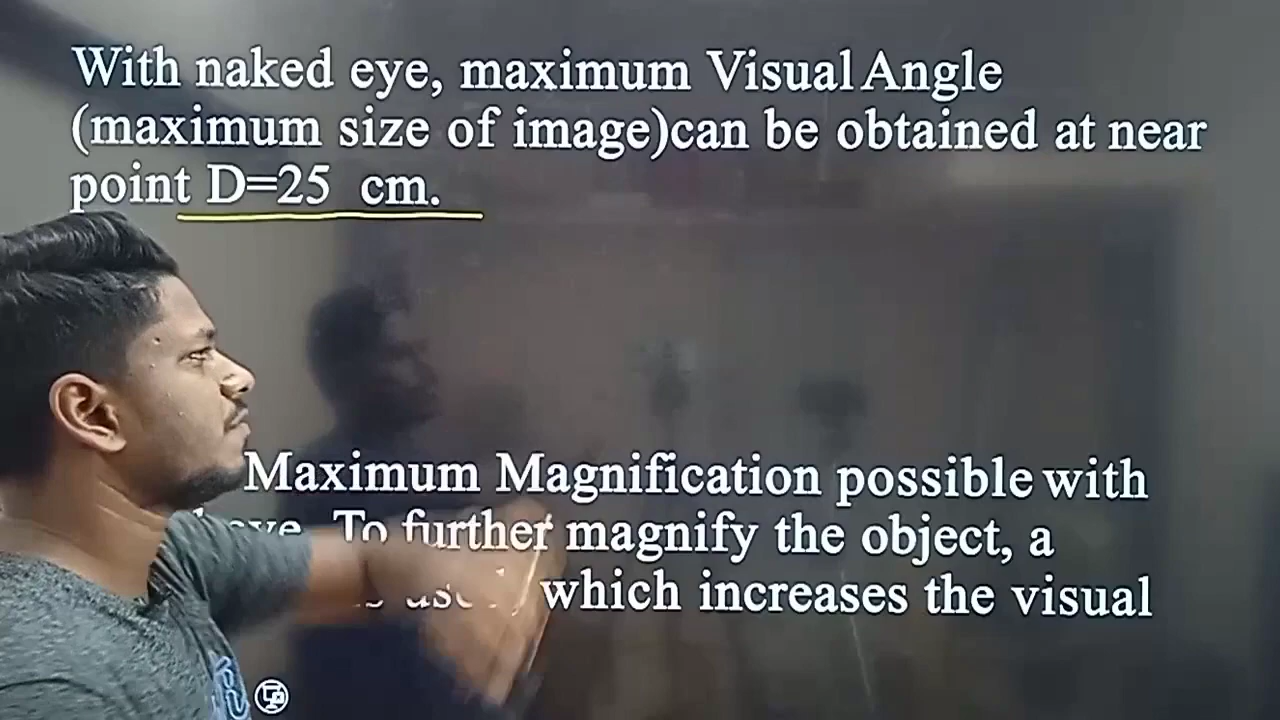 With naked eye, maximum Visual Angle
(maximum size of image)can be obtained at near
point D=25 cm.
Maximum Magnification possible with
To further magnify the object, a
which increases the visual